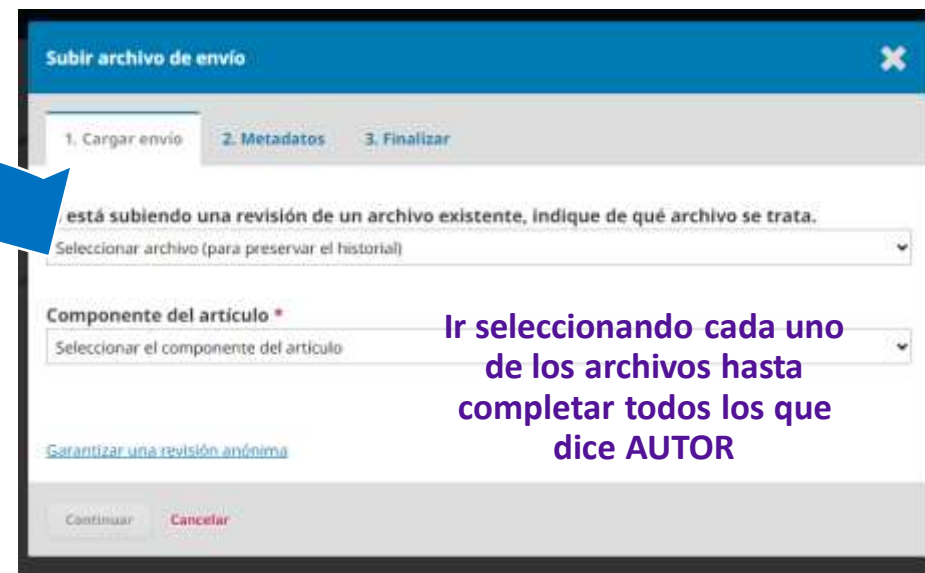 Subir archivo de envío
1. Cargar envío 2. Metadatos 3. Finalizar
está subiendo una revisión de un archivo existente, indique de qué archivo se trata.
Seleccionar archivo (para preservar el historial)
Componente del artículo *
Seleccionar el componente del artículo
Ir seleccionando cada uno
de los archivos hasta
completar todos los que
dice AUTOR
Garantizar una revisión anónima
Continuar Cancelar